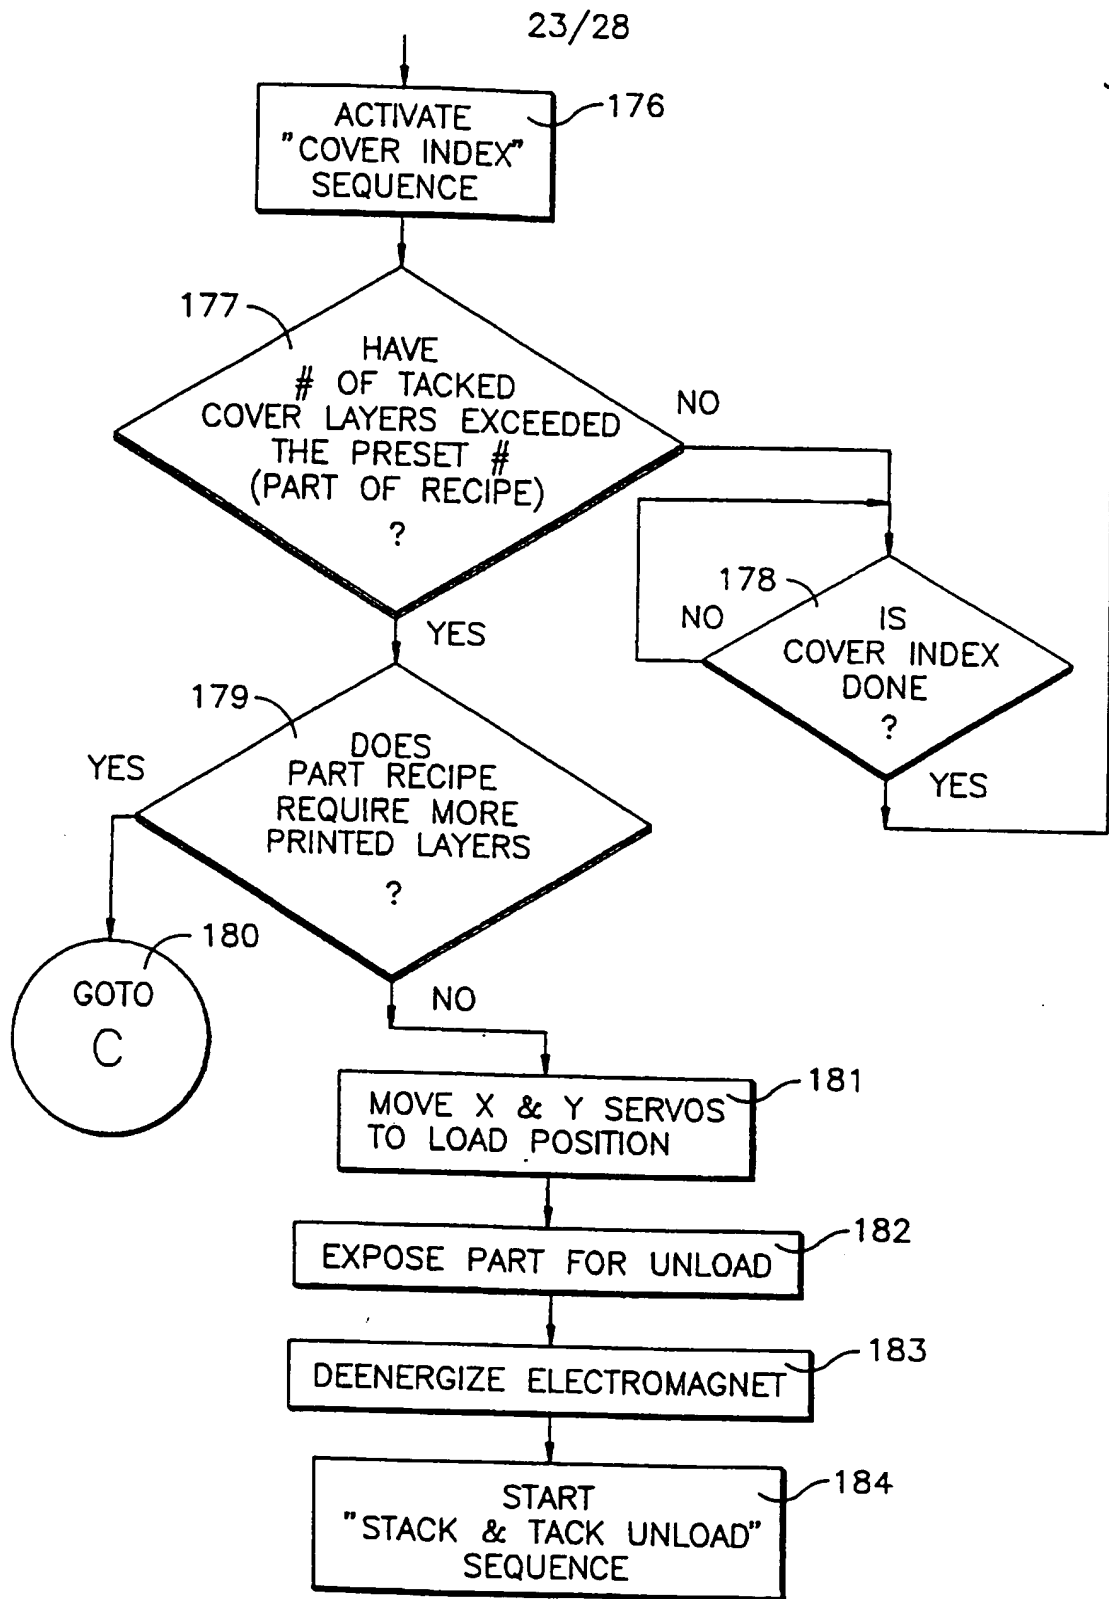 23/28
176
ACTIVATE
"COVER INDEX"
SEQUENCE
177
HAVE
# OF TACKED
COVER LAYERS EXCEEDED
THE PRESET #
(PART OF RECIPE)
?
NO
YES
178
NO
IS
COVER INDEX
DONE
?
YES
179
YES
DOES
PART RECIPE
REQUIRE MORE
PRINTED LAYERS
?
NO
180
GOTO
C
181
MOVE X & Y SERVOS
TO LOAD POSITION
182
EXPOSE PART FOR UNLOAD
183
DEENERGIZE ELECTROMAGNET
184
START
"STACK & TACK UNLOAD"
SEQUENCE